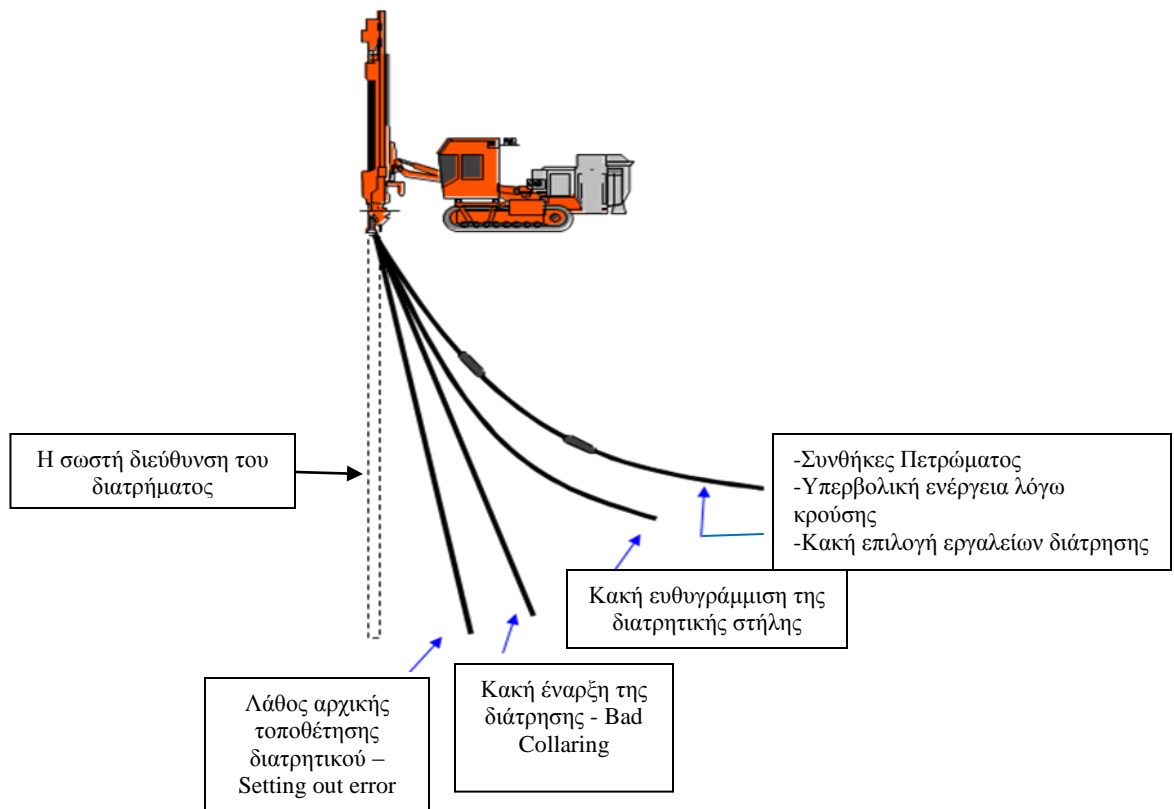 Η σωστή διεύθυνση του
διατρήματος
-Συνθήκες Πετρώματος
-Υπερβολική ενέργεια λόγω
κρούσης
-Κακή επιλογή εργαλείων διάτρησης
Κακή ευθυγράμμιση της
διατρητικής στήλης
Κακή έναρξη της
διάτρησης - Bad
Collaring
Λάθος αρχικής
τοποθέτησης
διατρητικού –
Setting out error